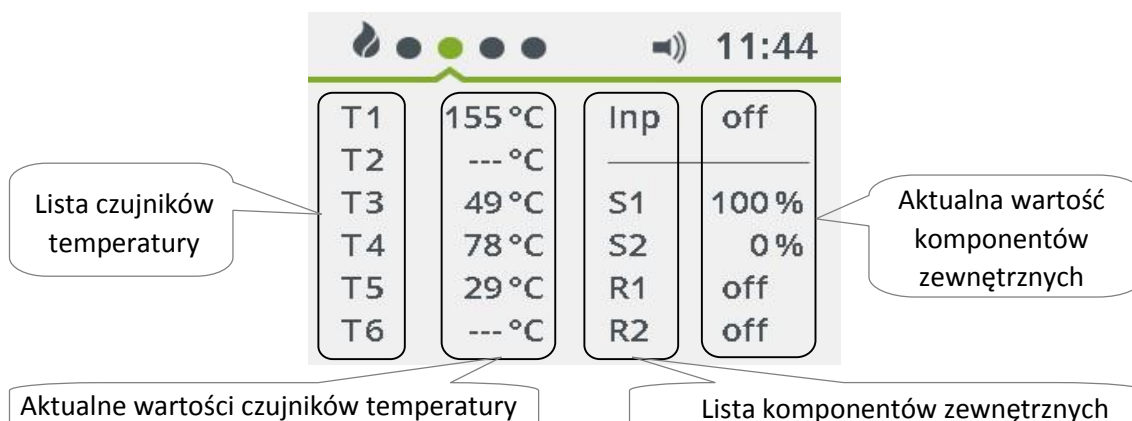 11:44
T1 155 °C Inp off
T2 --- °C
T3 49 °C S1 100 %
T4 78 °C S2 0 %
T5 29 °C R1 off
T6 --- °C R2 off
Lista czujników
temperatury
Aktualna wartość
komponentów
zewnętrznych
Aktualne wartości czujników temperatury
Lista komponentów zewnętrznych